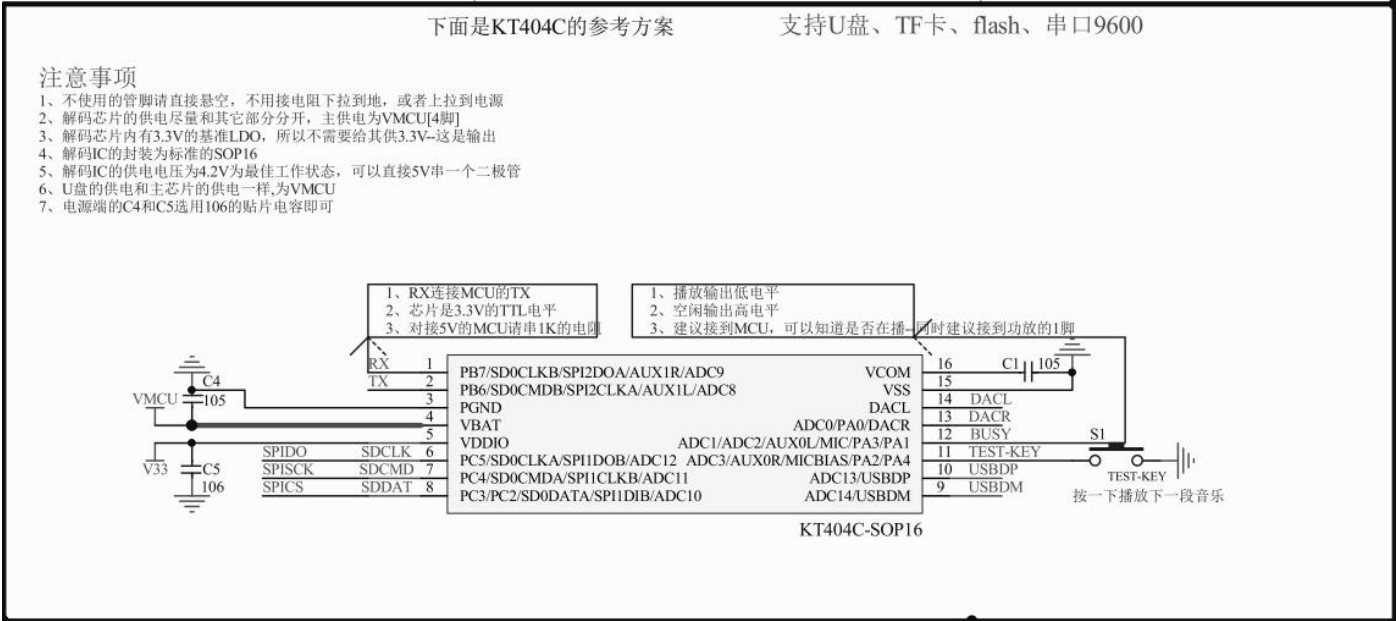 下面是KT404C的参考方案
支持U盘、TF卡、flash、串口9600
注意事项
1、不使用的管脚请直接悬空，不用接电阻下拉到地，或者上拉到电源
2、解码芯片的供电尽量和其它部分分开，主供电为VMCU[4脚]
3、解码芯片内有3.3V的基准LDO，所以不需要给其供3.3V--这是输出
4、解码IC的封装为标准的SOP16
5、解码IC的供电电压为4.2V为最佳工作状态，可以直接5V串一个二极管
6、U盘的供电和主芯片的供电一样,为VMCU
7、电源端的C4和C5选用106的贴片电容即可
1、RX连接MCU的TX
2、芯片是3.3V的TTL电平
3、对接5V的MCU请串1K的电阻
1、播放输出低电平
2、空闲输出高电平
3、建议接到MCU，可以知道是否在播--同时建议接到功放的1脚
RX 1 PB7/SD0CLKB/SPI2DOA/AUX1R/ADC9
TX 2 PB6/SD0CMDB/SPI2CLKA/AUX1L/ADC8
3 PGND
4 VBAT
5 VDDIO
SPIDO SDCLK 6 PC5/SD0CLKA/SPI1DOB/ADC12
SPISCK SDCMD 7 PC4/SD0CMDA/SPI1CLKB/ADC11
SPICS SDDAT 8 PC3/PC2/SD0DATA/SPI1DIB/ADC10
VCOM 16 C1 105
VSS 15
DACL 14 DACL
ADC0/PA0/DACR 13 DACR
ADC1/ADC2/AUX0L/MIC/PA3/PA1 12 BUSY
ADC3/AUX0R/MICBIAS/PA2/PA4 11 TEST-KEY
ADC13/USBDP 10 USBDP
ADC14/USBDM 9 USBDM
C4
VMCU 105
V33 C5
106
S1
TEST-KEY
按一下播放下一段音乐
KT404C-SOP16